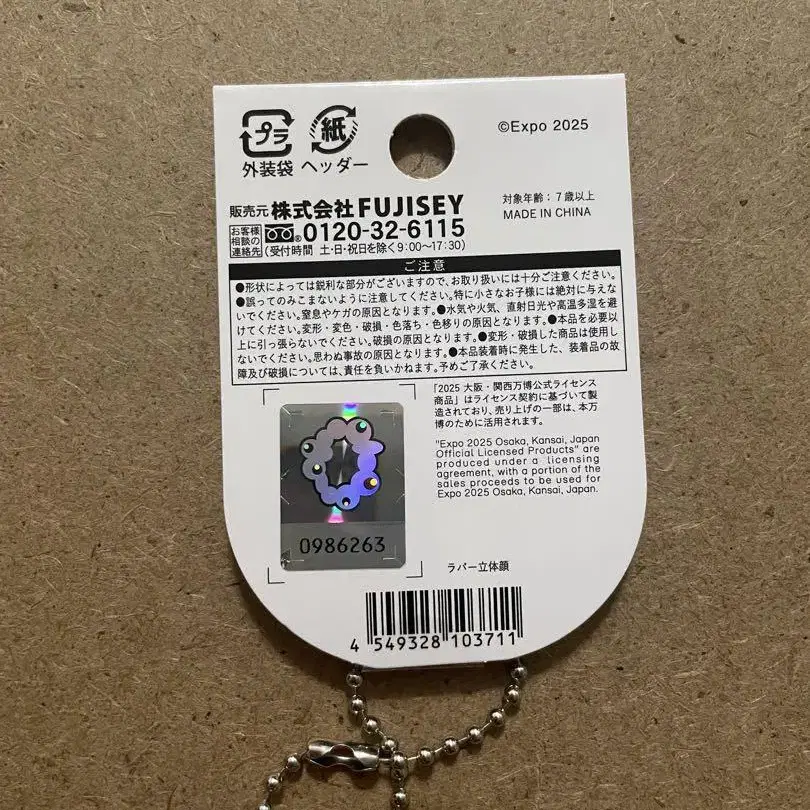 プラ
外装袋
紙
ヘッダー
©Expo 2025
販売元 株式会社 FUJISEY
お客様
相談の
連絡先
® 0120-32-6115
(受付時間 土・日・祝日を除く9:00〜17:30)
対象年齢：7歳以上
MADE IN CHINA
ご注意
●形状によっては鋭利な部分がございますので、お取り扱いには十分ご注意ください。
●誤ってのみこまないように注意してください。特に小さなお子様には絶対に与えな
いでください。窒息やケガの原因となります。●水気や火気、直射日光や高温多湿を避
けてください。変形・変色・破損・色落ち・色移りの原因となります。●本品を必要以
上に引っ張らないでください。破損の原因となります。●変形・破損した商品は使用し
ないでください。思わぬ事故の原因となります。●本品装着時に発生した、装着品の故
障及び破損については、責任を負いかねます。予めご了承ください。
「2025 大阪・関西万博公式ライセンス
商品」はライセンス契約に基づいて製
造されており、売り上げの一部は、本万
博のために活用されます。
"Expo 2025 Osaka, Kansai, Japan
Official Licensed Products" are
produced under a licensing
agreement, with a portion of the
sales proceeds to be used for
Expo 2025 Osaka, Kansai, Japan.
0986263
ラバー立体顔
4 549328 103711